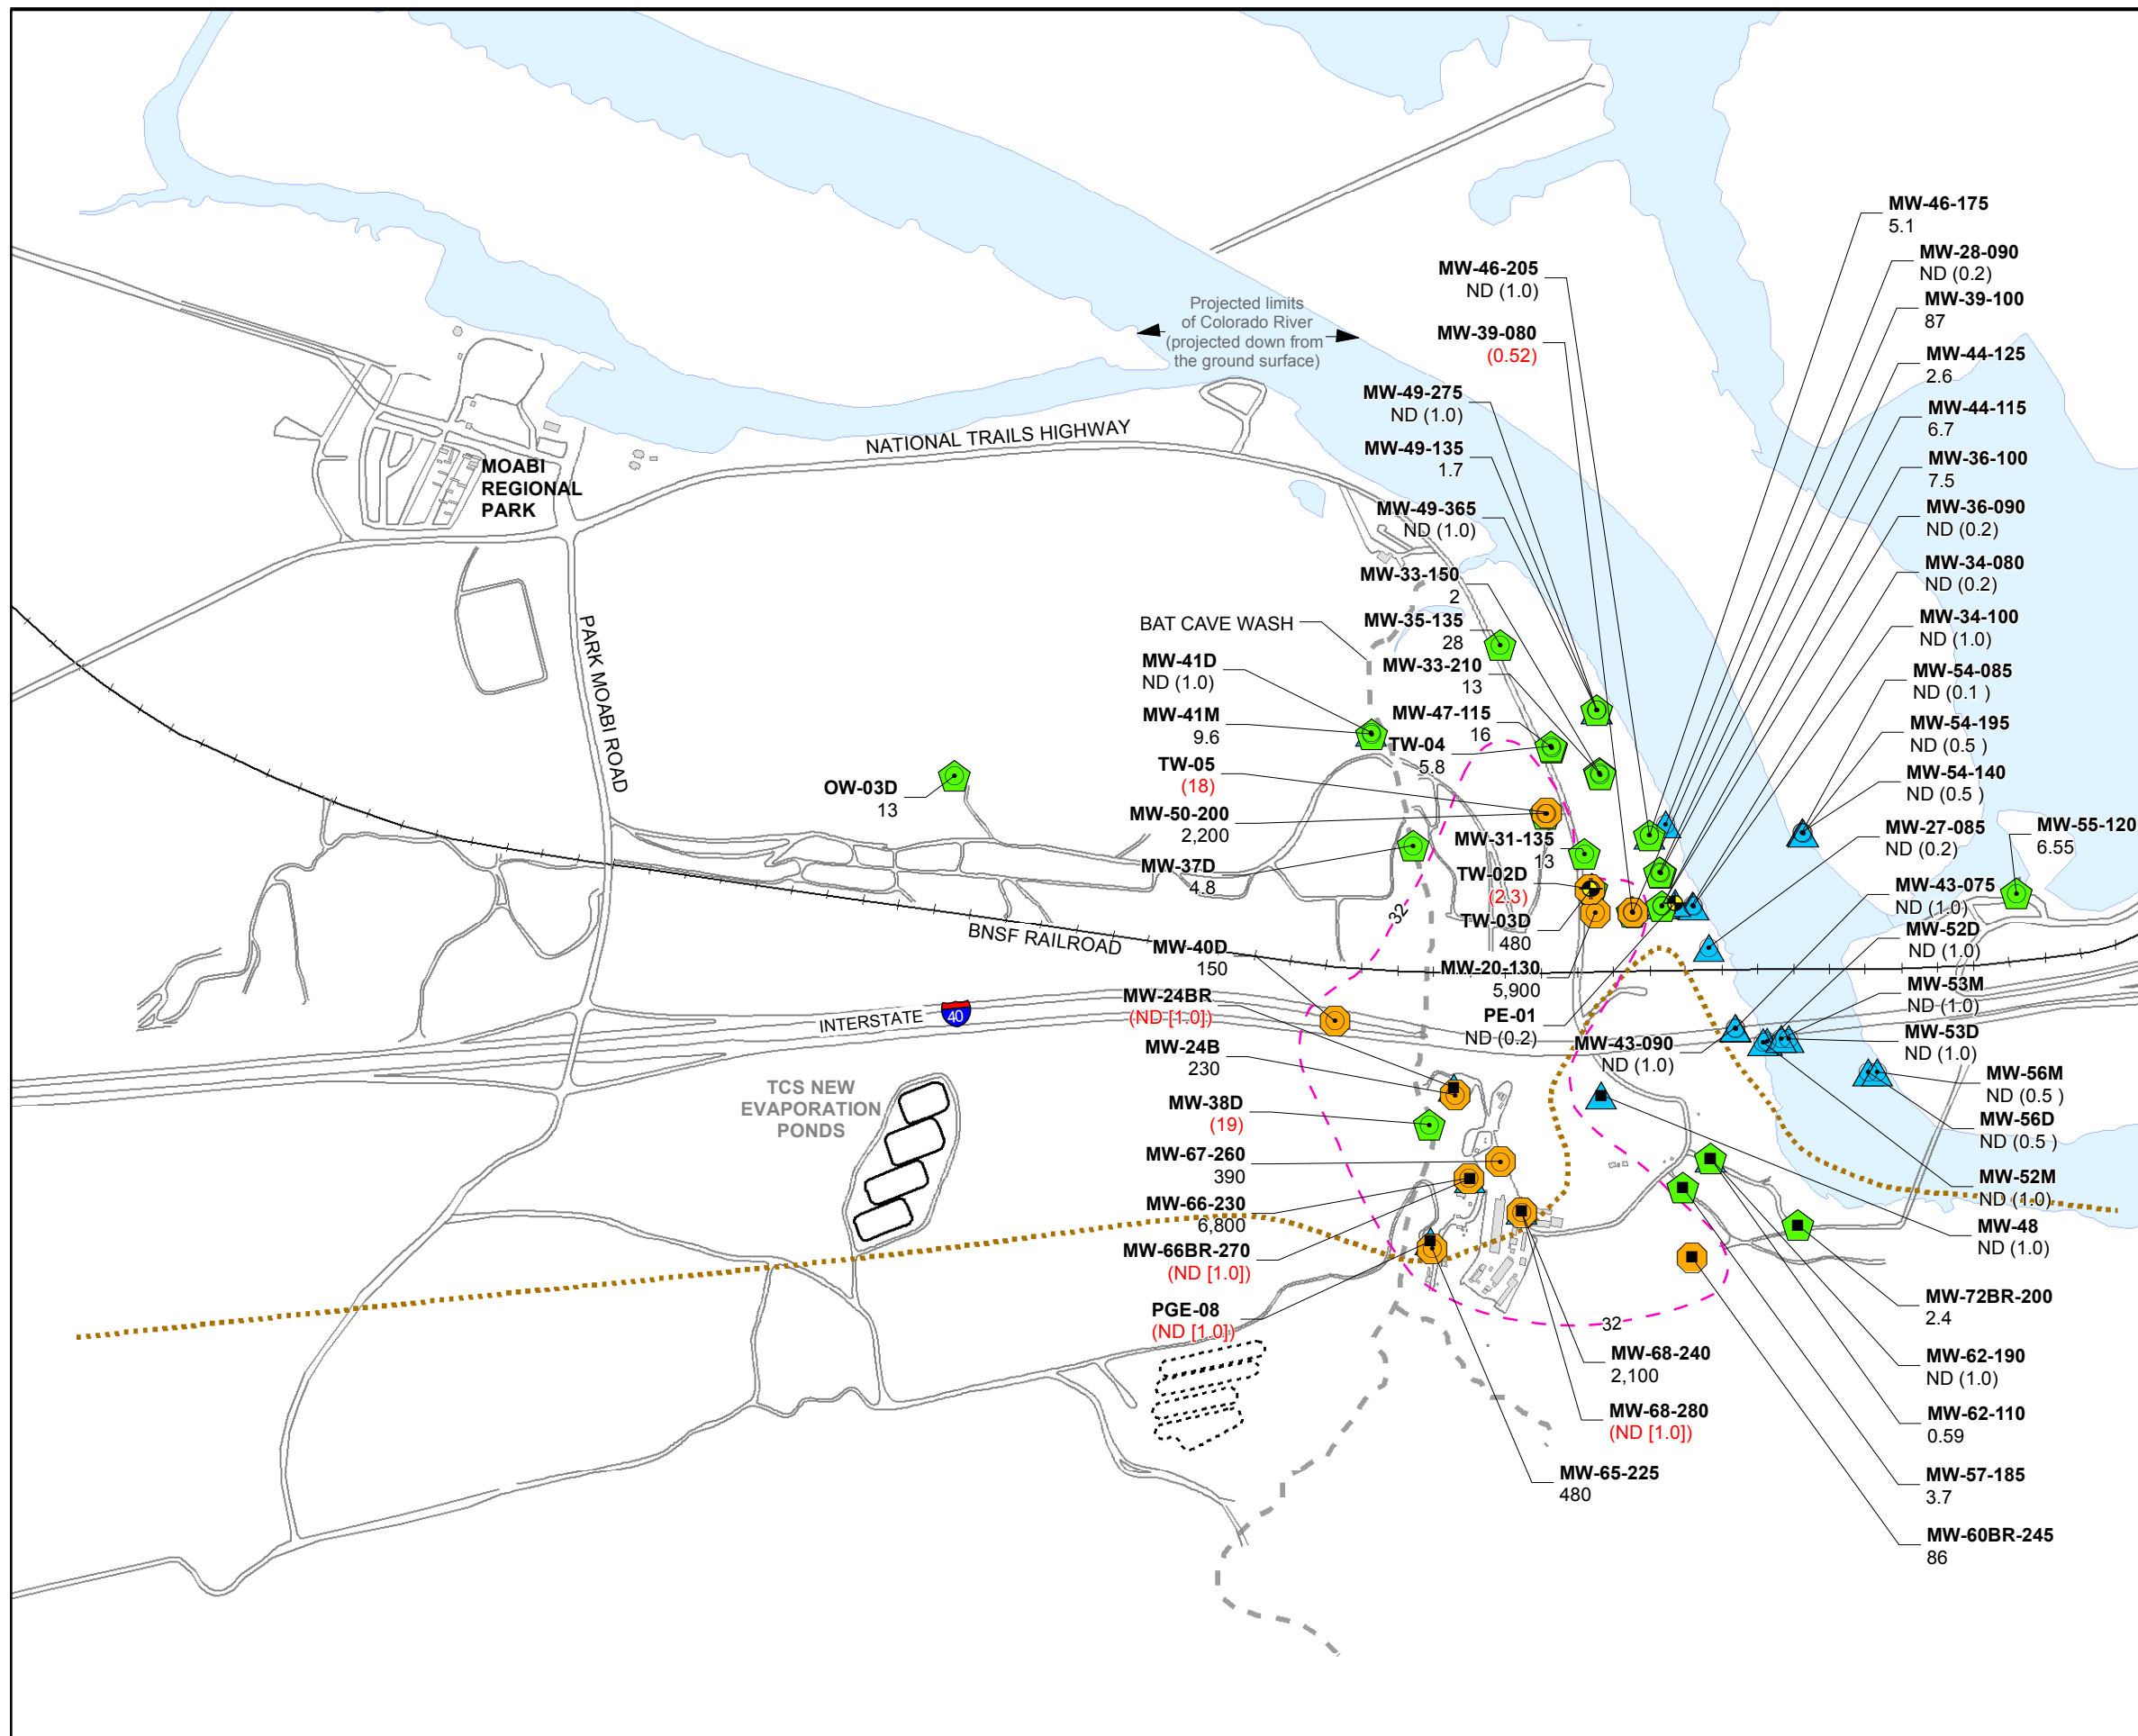 MW-46-175
5.1
MW-28-090
ND (0.2)
MW-39-100
87
MW-44-125
2.6
MW-44-115
6.7
MW-36-100
7.5
MW-36-090
ND (0.2)
MW-34-080
ND (0.2)
MW-34-100
ND (1.0)
MW-54-085
ND (0.1 )
MW-54-195
ND (0.5 )
MW-54-140
ND (0.5 )
MW-27-085
ND (0.2)
MW-55-120
6.55
MW-43-075
ND (1.0)
MW-52D
ND (1.0)
MW-53M
ND (1.0)
MW-53D
ND (1.0)
MW-56M
ND (0.5 )
MW-56D
ND (0.5 )
MW-52M
ND (1.0)
MW-48
ND (1.0)
MW-72BR-200
2.4
MW-62-190
ND (1.0)
MW-62-110
0.59
MW-57-185
3.7
MW-60BR-245
86
MW-46-205
ND (1.0)
MW-39-080
(0.52)
MW-49-275
ND (1.0)
MW-49-135
1.7
MW-49-365
ND (1.0)
MW-33-150
2
MW-35-135
28
MW-33-210
13
MW-47-115
16
TW-04
5.8
MW-31-135
13
TW-02D
(2.3)
TW-03D
480
MW-20-130
5,900
PE-01
ND (0.2)
MW-43-090
ND (1.0)
Projected limits
of Colorado River
(projected down from
the ground surface)
NATIONAL TRAILS HIGHWAY
MOABI
REGIONAL
PARK
PARK MOABI ROAD
BAT CAVE WASH
MW-41D
ND (1.0)
MW-41M
9.6
TW-05
(18)
MW-50-200
2,200
MW-37D
4.8
OW-03D
13
32
BNSF RAILROAD
MW-40D
150
INTERSTATE
40
MW-24BR
(ND [1.0])
MW-24B
230
MW-38D
(19)
MW-67-260
390
MW-66-230
6,800
MW-66BR-270
(ND [1.0])
PGE-08
(ND [1.0])
TCS NEW
EVAPORATION
PONDS
32
MW-68-240
2,100
MW-68-280
(ND [1.0])
MW-65-225
480